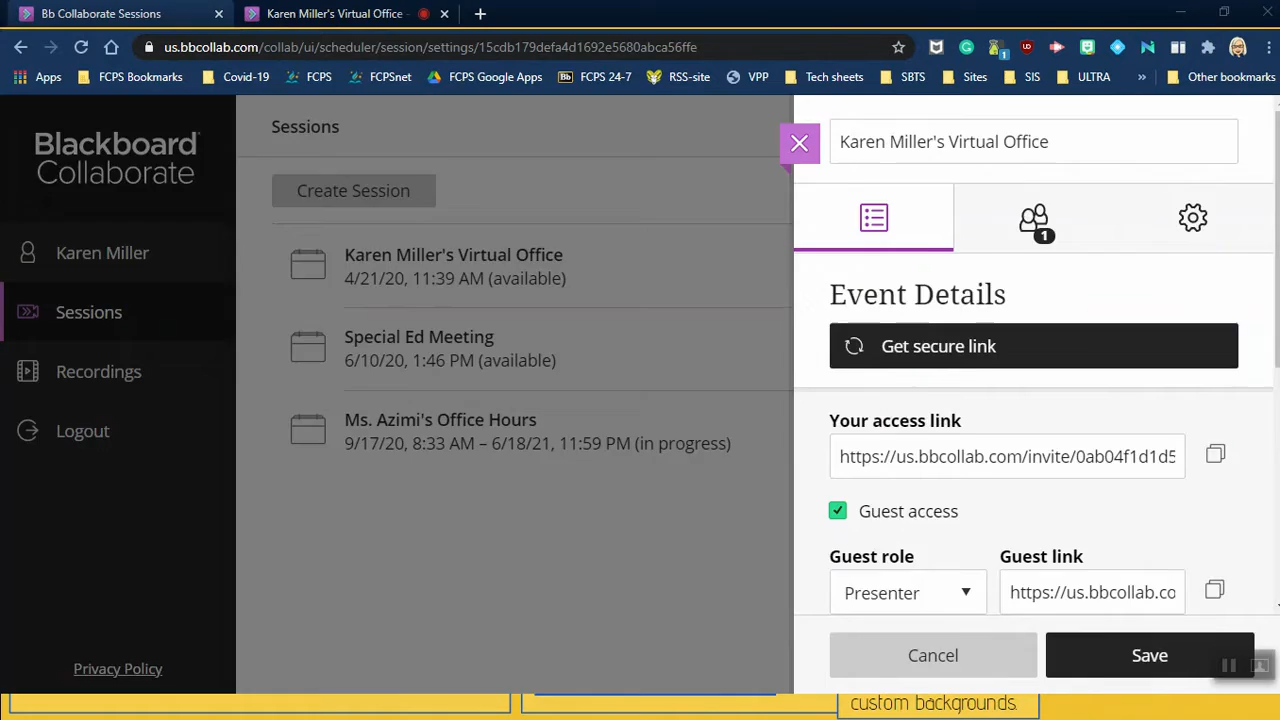 Bb Collaborate Sessions
Karen Miller's Virtual Office
us.bbcollab.com/collab/ui/scheduler/session/settings/15cdb179defa4d1692e5680abca56ffe
1
Apps FCPS Bookmarks Covid-19 FCPS FCPSnet FCPS Google Apps Bb FCPS 24-7 RSS-site VPP Tech sheets SBTS Sites SIS ULTRA » Other bookmarks
Blackboard
Collaborate
Karen Miller
Sessions
Recordings
Logout
Privacy Policy
Sessions
Create Session
Karen Miller's Virtual Office
4/21/20, 11:39 AM (available)
Special Ed Meeting
6/10/20, 1:46 PM (available)
Ms. Azimi's Office Hours
9/17/20, 8:33 AM – 6/18/21, 11:59 PM (in progress)
Karen Miller's Virtual Office
1
Event Details
Get secure link
Your access link
https://us.bbcollab.com/invite/0ab04f1d1d5
Guest access
Guest role Guest link
Presenter https://us.bbcollab.co
Cancel Save
custom backgrounds.